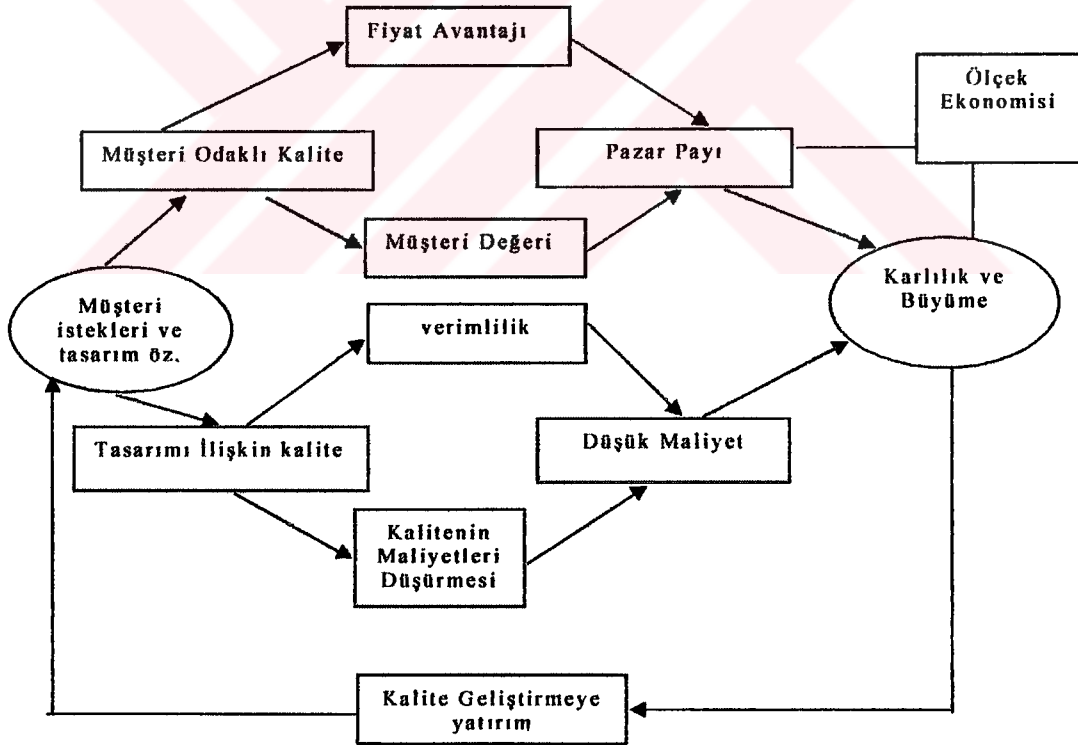 Fiyat Avantajı
Ölçek
Ekonomisi
Müşteri Odaklı Kalite
Pazar Payı
Müşteri Değeri
Müşteri
istekleri ve
tasarım öz.
Karlılık ve
Büyüme
verimlilik
Tasarımı İlişkin kalite
Düşük Maliyet
Kalitenin
Maliyetleri
Düşürmesi
Kalite Geliştirmeye
yatırım